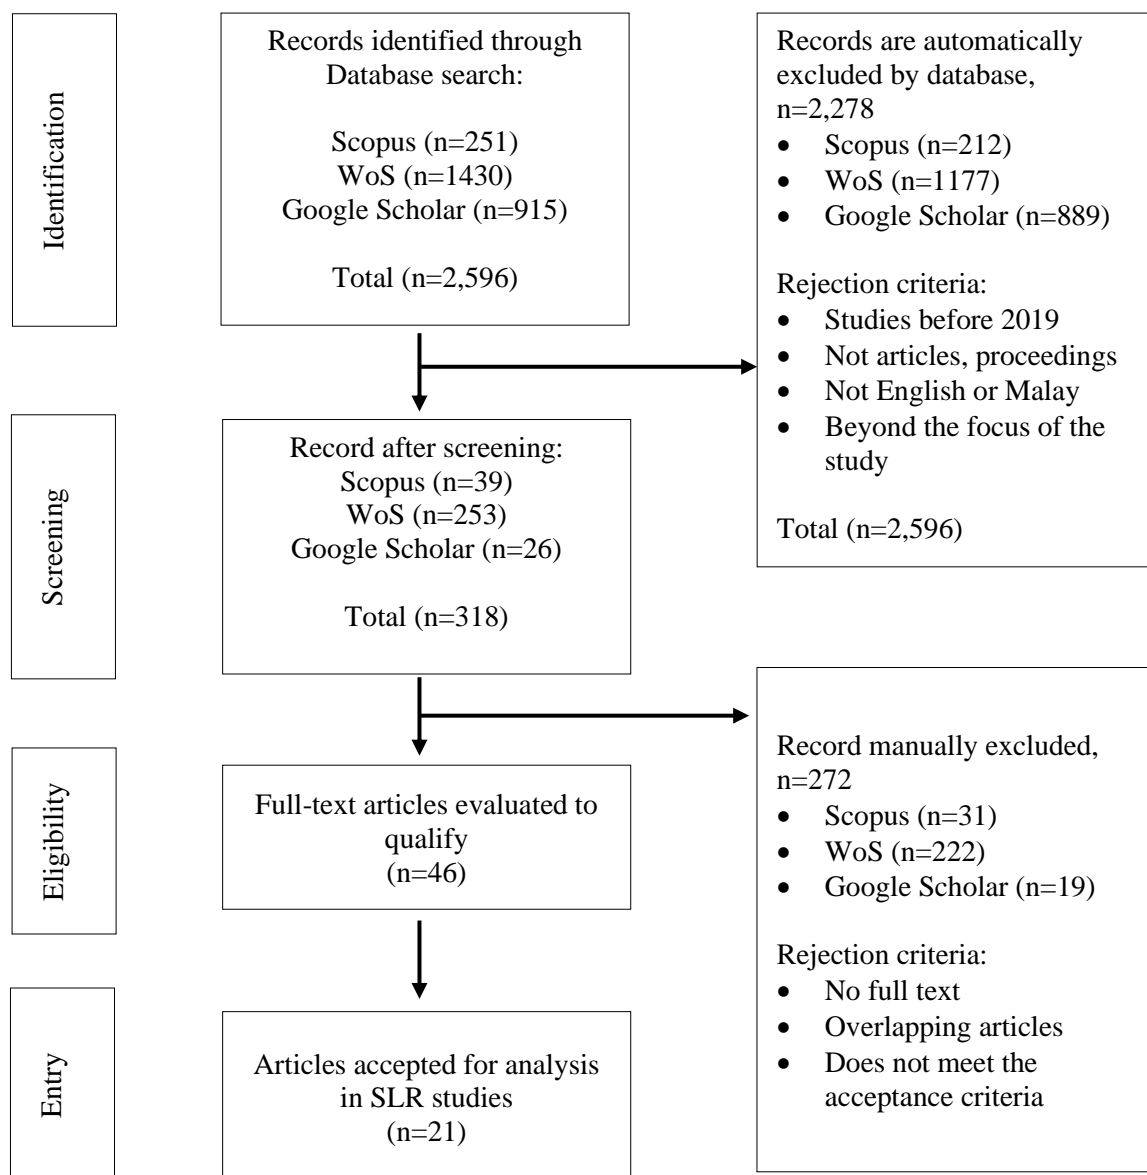 Identification
Records identified through
Database search:
Scopus (n=251)
WoS (n=1430)
Google Scholar (n=915)
Total (n=2,596)
Records are automatically
excluded by database,
n=2,278
• Scopus (n=212)
• WoS (n=1177)
• Google Scholar (n=889)
Rejection criteria:
• Studies before 2019
• Not articles, proceedings
• Not English or Malay
• Beyond the focus of the
study
Total (n=2,596)
Screening
Record after screening:
Scopus (n=39)
WoS (n=253)
Google Scholar (n=26)
Total (n=318)
Eligibility
Full-text articles evaluated to
qualify
(n=46)
Record manually excluded,
n=272
• Scopus (n=31)
• WoS (n=222)
• Google Scholar (n=19)
Rejection criteria:
• No full text
• Overlapping articles
• Does not meet the
acceptance criteria
Entry
Articles accepted for analysis
in SLR studies
(n=21)